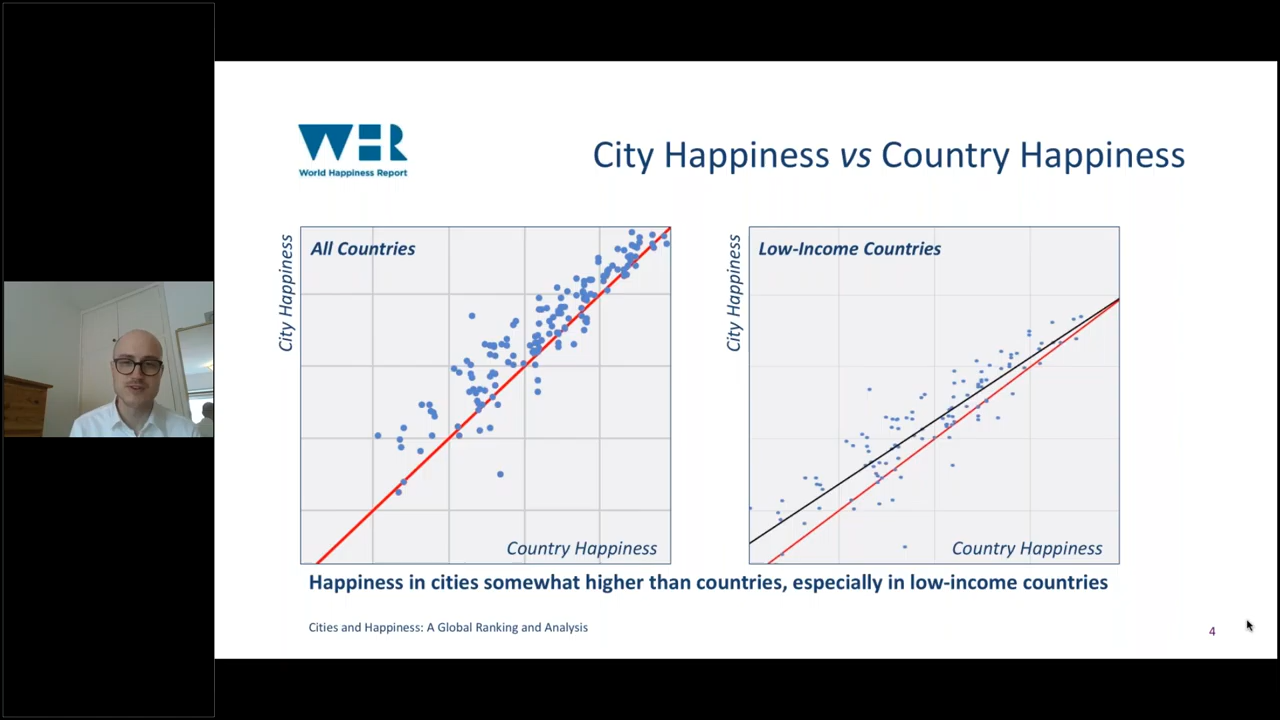 WHR
World Happiness Report
City Happiness vs Country Happiness
City Happiness
All Countries
Country Happiness
City Happiness
Low-Income Countries
Country Happiness
Happiness in cities somewhat higher than countries, especially in low-income countries
Cities and Happiness: A Global Ranking and Analysis
4